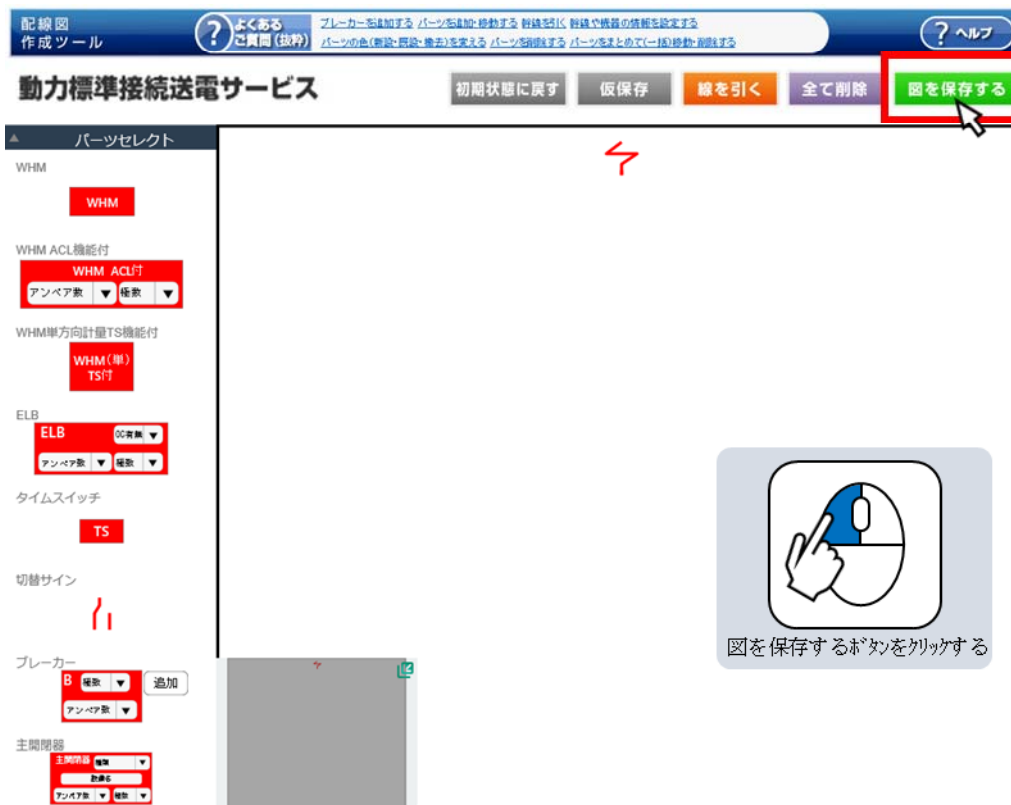 配線図
作成ツール
? よくある
ご質問 (抜粋)
ブレーカーを追加する パーツを追加・移動する 幹線を引く 幹線や機器の情報を設定する
パーツの色(新設・既設・撤去)を変える パーツを削除する パーツをまとめて(一括)移動・削除する
? ヘルプ
動力標準接続送電サービス
初期状態に戻す
仮保存
線を引く
全て削除
図を保存する
パーツセレクト
WHM
WHM
WHM ACL機能付
WHM ACL付
アンペア数 ▼ 極数 ▼
WHM単方向計量TS機能付
WHM(単)
TS付
ELB
ELB OC有無 ▼
アンペア数 ▼ 極数 ▼
タイムスイッチ
TS
切替サイン
ブレーカー
B 極数 ▼ 追加
アンペア数 ▼
主開閉器
主開閉器 種類 ▼
アンペア数 ▼ 極数 ▼
図を保存するボタンをクリックする